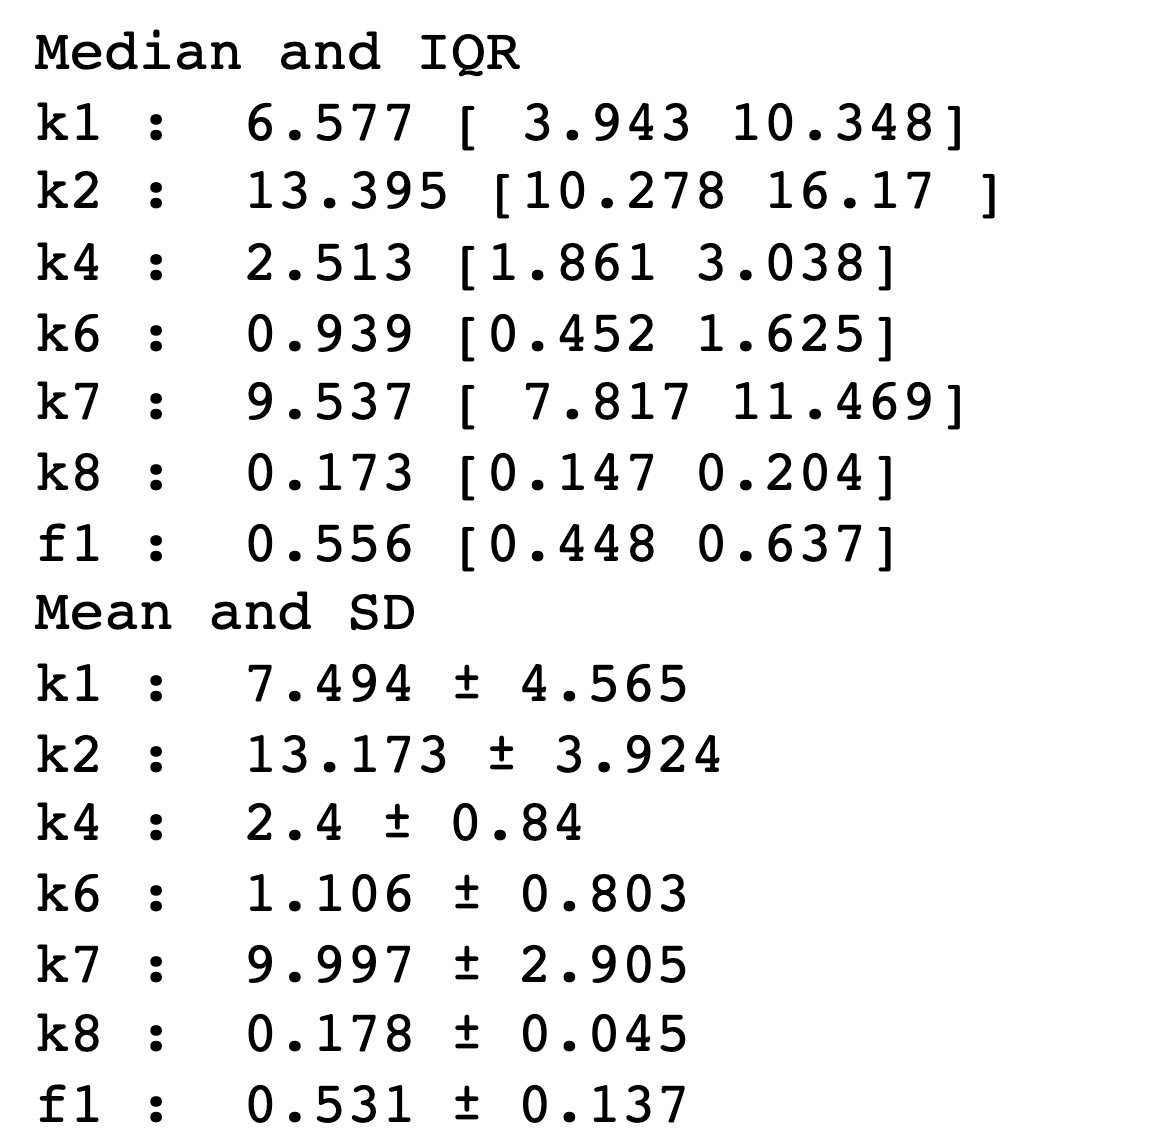 Median and IQR
k1 :  6.577 [ 3.943 10.348]
k2 :  13.395 [10.278 16.17 ]
k4 :  2.513 [1.861 3.038]
k6 :  0.939 [0.452 1.625]
k7 :  9.537 [ 7.817 11.469]
k8 :  0.173 [0.147 0.204]
f1 :  0.556 [0.448 0.637]
Mean and SD
k1 :  7.494 ± 4.565
k2 :  13.173 ± 3.924
k4 :  2.4 ± 0.84
k6 :  1.106 ± 0.803
k7 :  9.997 ± 2.905
k8 :  0.178 ± 0.045
f1 :  0.531 ± 0.137